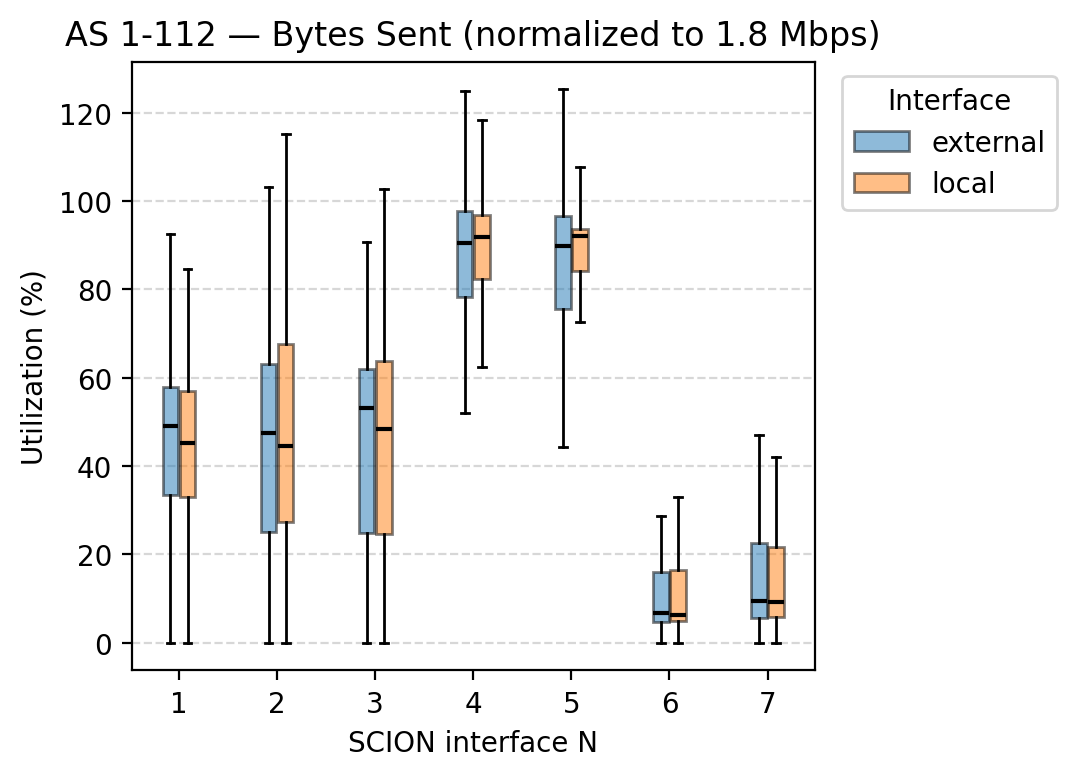 AS 1-112 — Bytes Sent (normalized to 1.8 Mbps)
Utilization (%)
120
100
80
60
40
20
0
1 2 3 4 5 6 7
SCION interface N
Interface
external
local